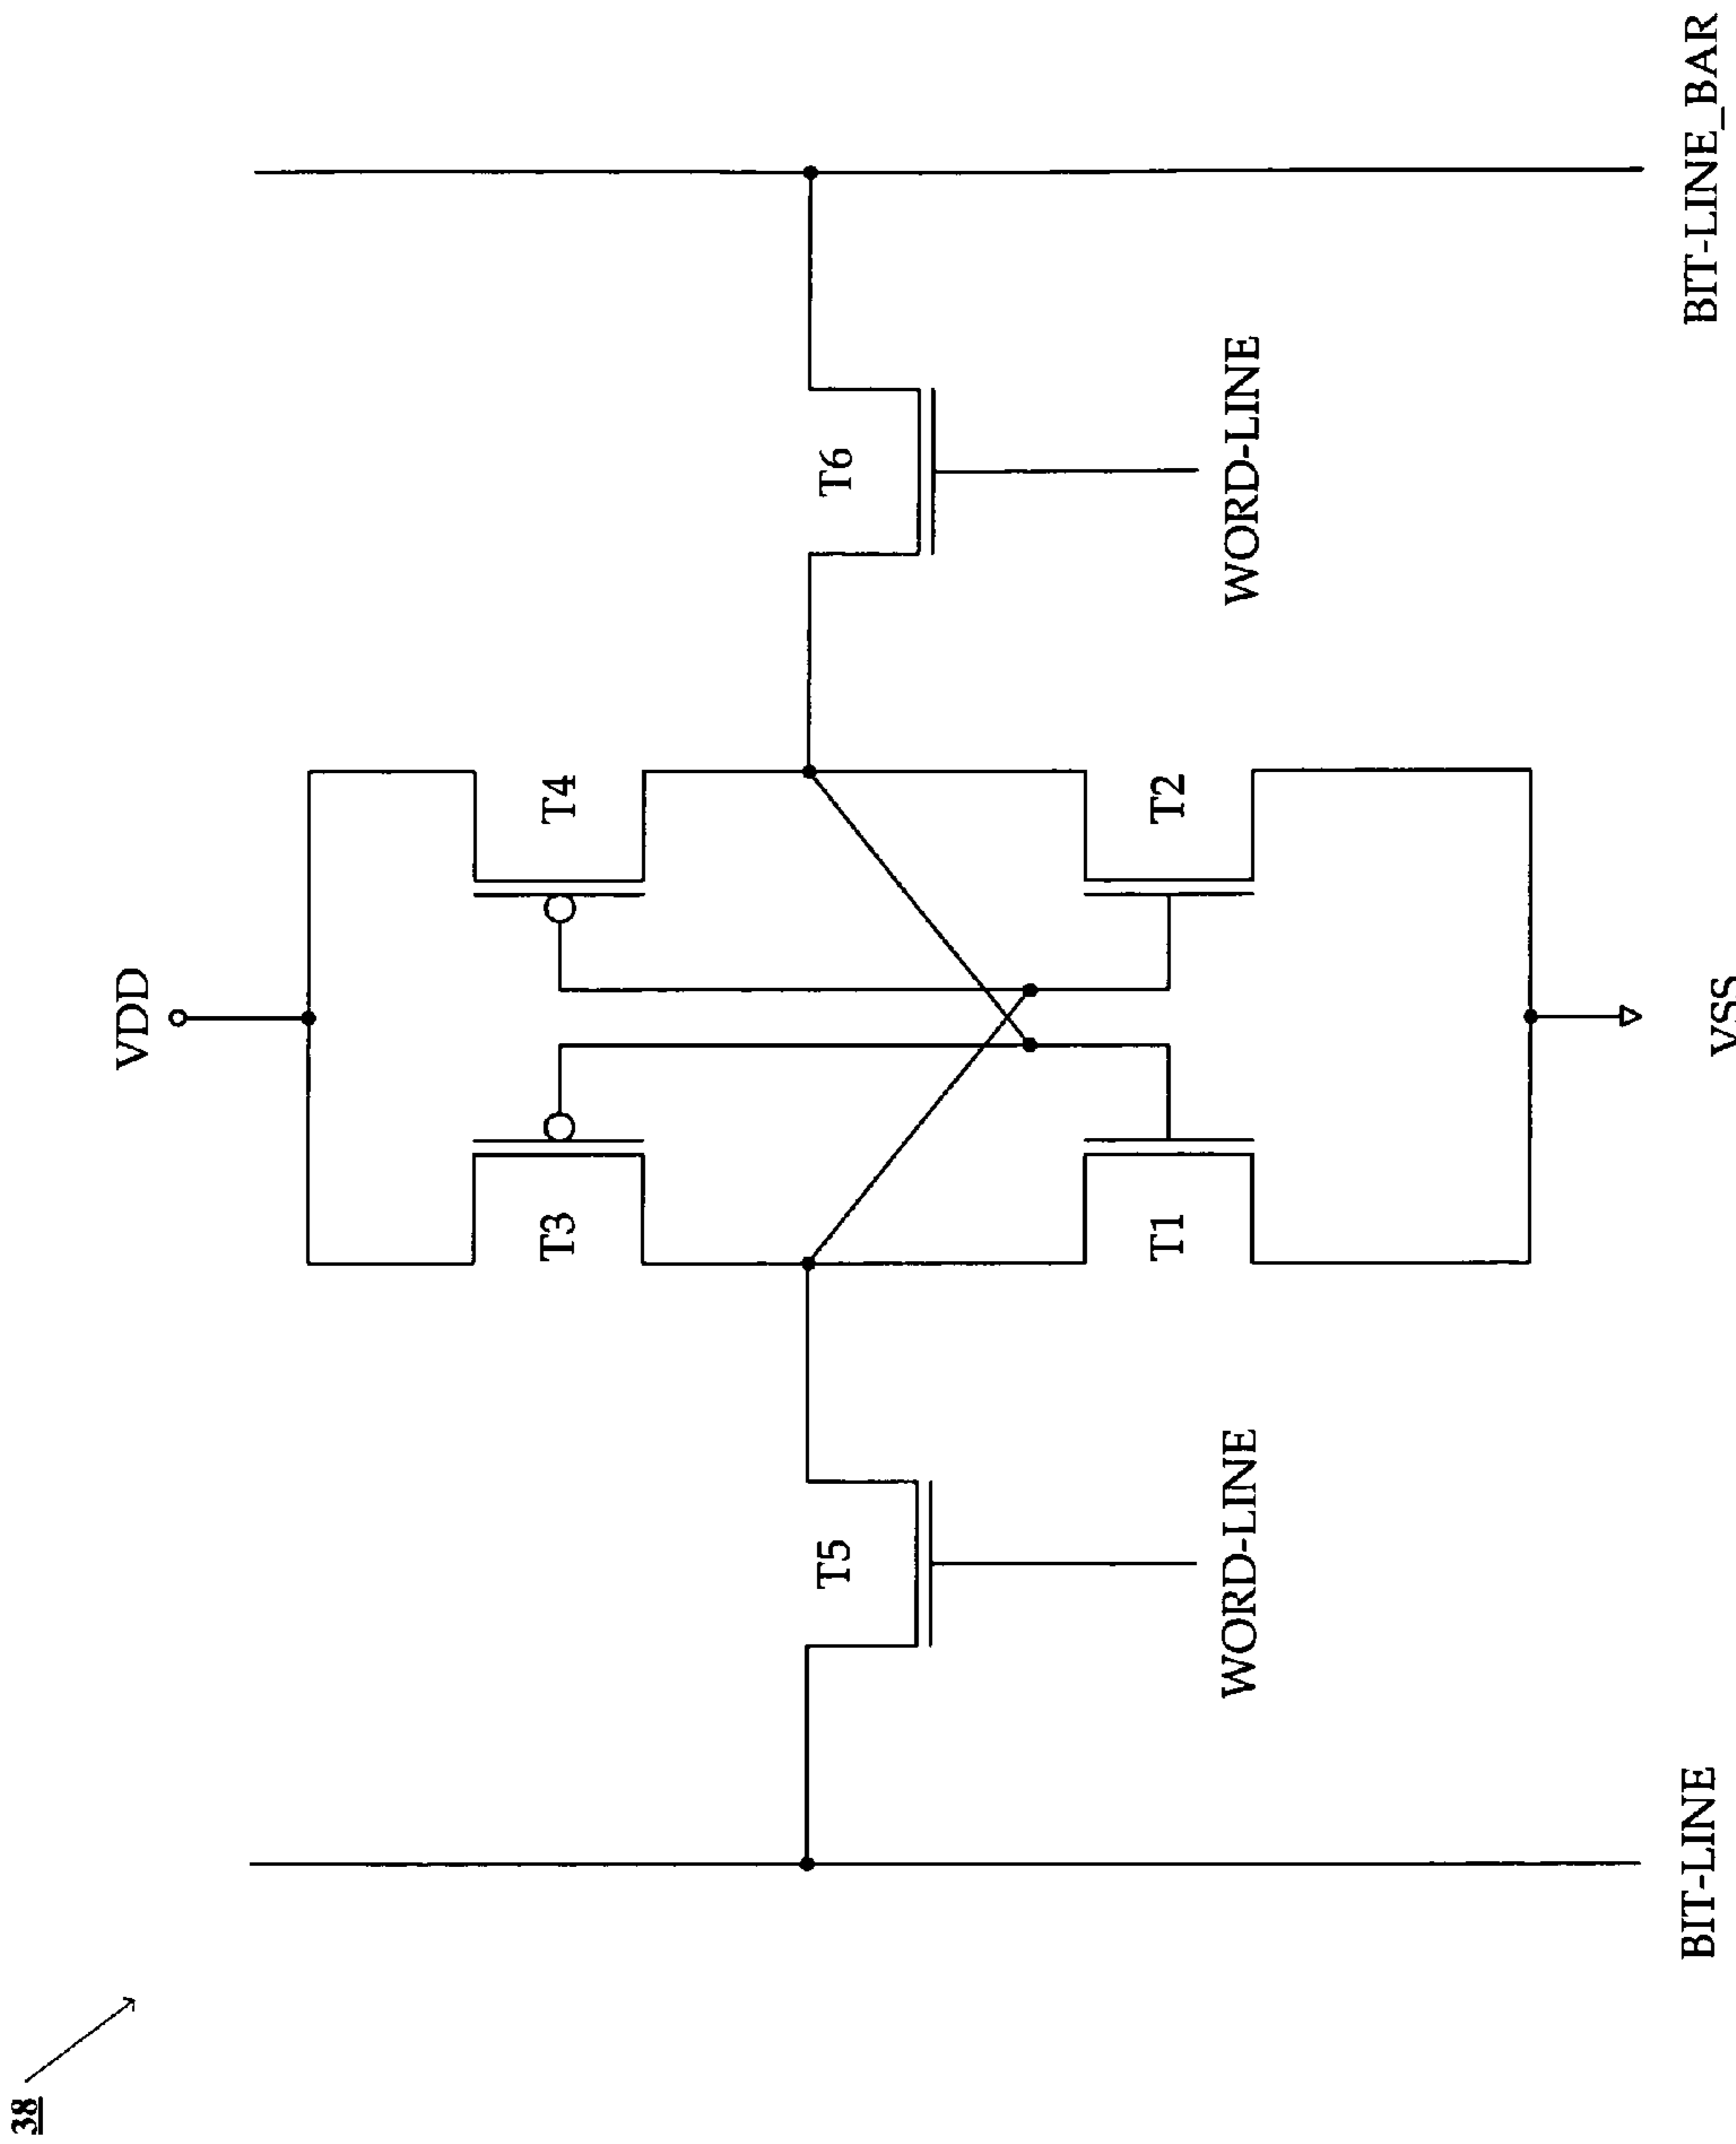 38
VDD
T3
T4
T5
T6
T1
T2
WORD-LINE
WORD-LINE
BIT-LINE
VSS
BIT-LINE_BAR